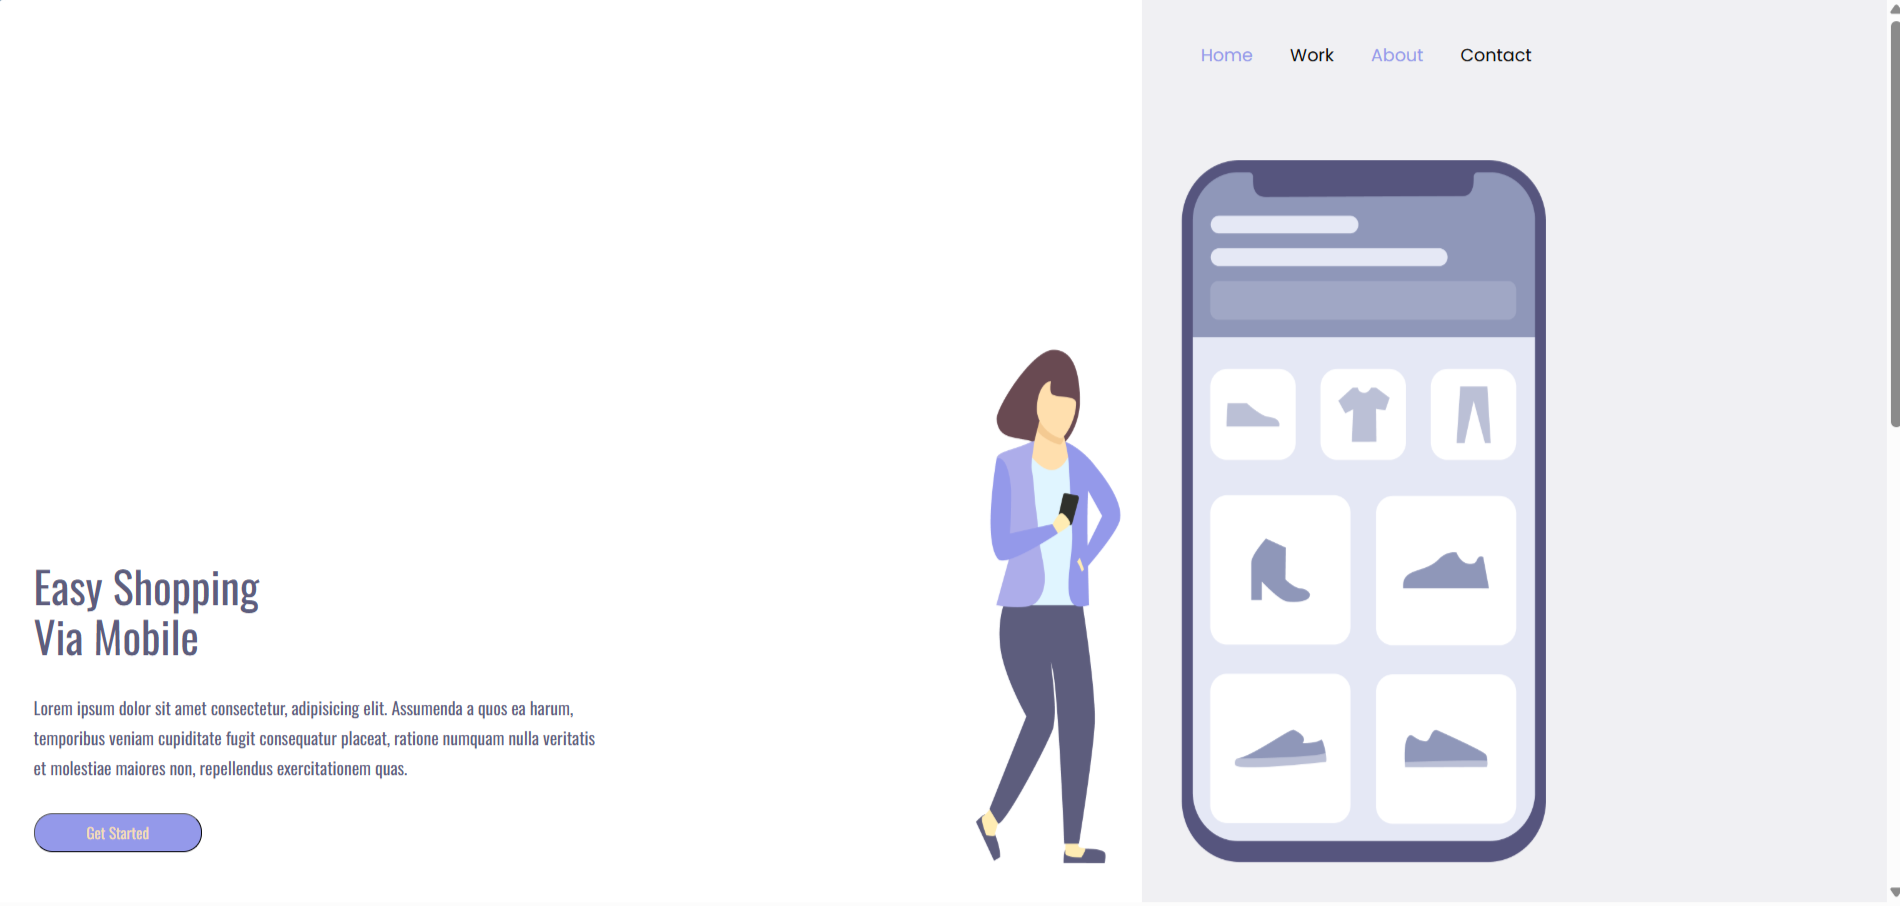 Home Work About Contact
Easy Shopping
Via Mobile
Lorem ipsum dolor sit amet consectetur, adipisicing elit. Assumenda a quos ea harum,
temporibus veniam cupiditate fugit consequatur placeat, ratione numquam nulla veritatis
et molestiae maiores non, repellendus exercitationem quas.
Get Started